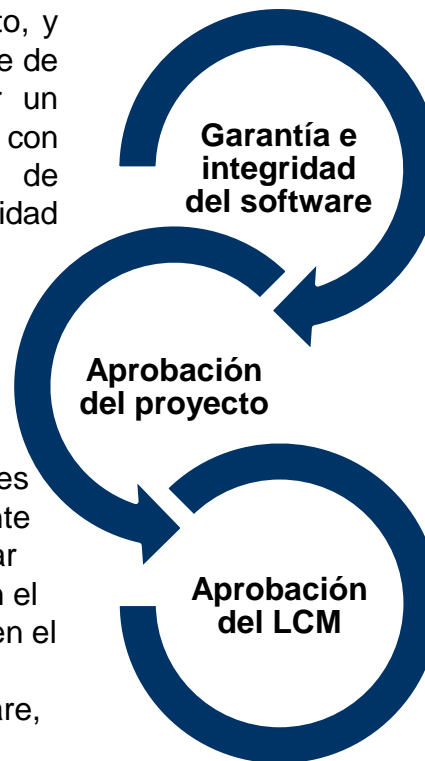 to, y
e de
un
con
de
idad
Garantía e
integridad
del software
Aprobación
del proyecto
es
nte
ar
el
en el
are,
Aprobación
del LCM